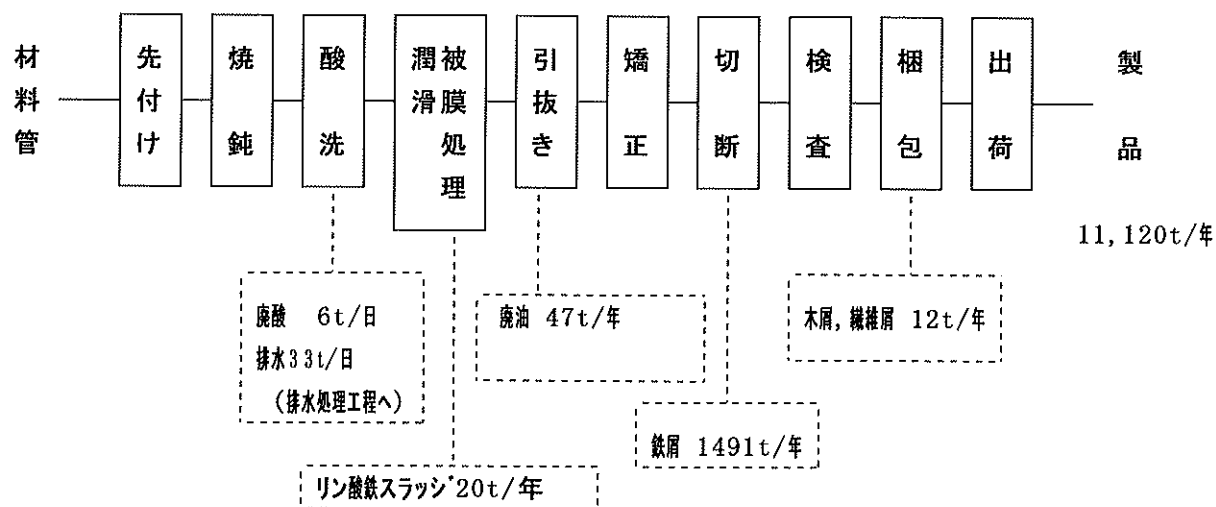 材料管
先付け
焼鈍
酸洗
潤滑
被膜処理
引抜き
矯正
切断
検査
梱包
出荷
製品
11,120t/年
廃酸 6t/日
排水33t/日
(排水処理工程へ)
廃油 47t/年
木屑,繊維屑 12t/年
鉄屑 1491t/年
リン酸鉄スラッジ 20t/年